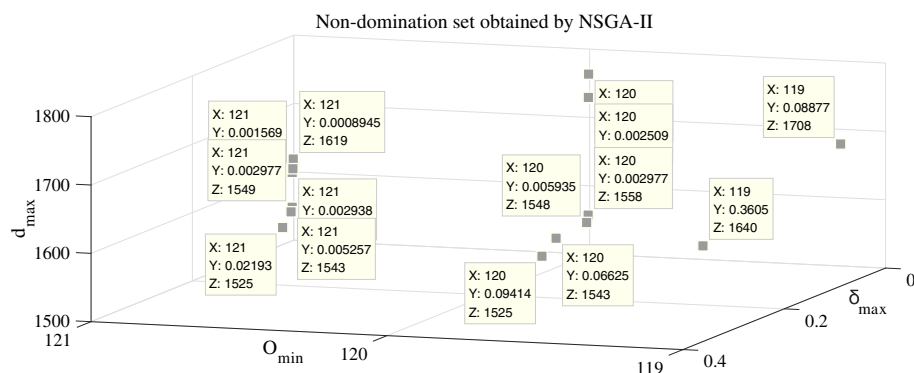 Non-domination set obtained by NSGA-II
1800
1700
1600
1500
d_max
121
120
119
O_min
0.4
0.2
0
δ_max
X: 121
Y: 0.001569
X: 121
Y: 0.0008945
Z: 1619
X: 121
Y: 0.002977
Z: 1549
X: 121
Y: 0.002938
X: 121
Y: 0.005257
Z: 1543
X: 121
Y: 0.02193
Z: 1525
X: 120
X: 120
Y: 0.002509
X: 120
Y: 0.002977
Z: 1558
X: 120
Y: 0.005935
Z: 1548
X: 120
Y: 0.06625
Z: 1543
X: 120
Y: 0.09414
Z: 1525
X: 119
Y: 0.08877
Z: 1708
X: 119
Y: 0.3605
Z: 1640